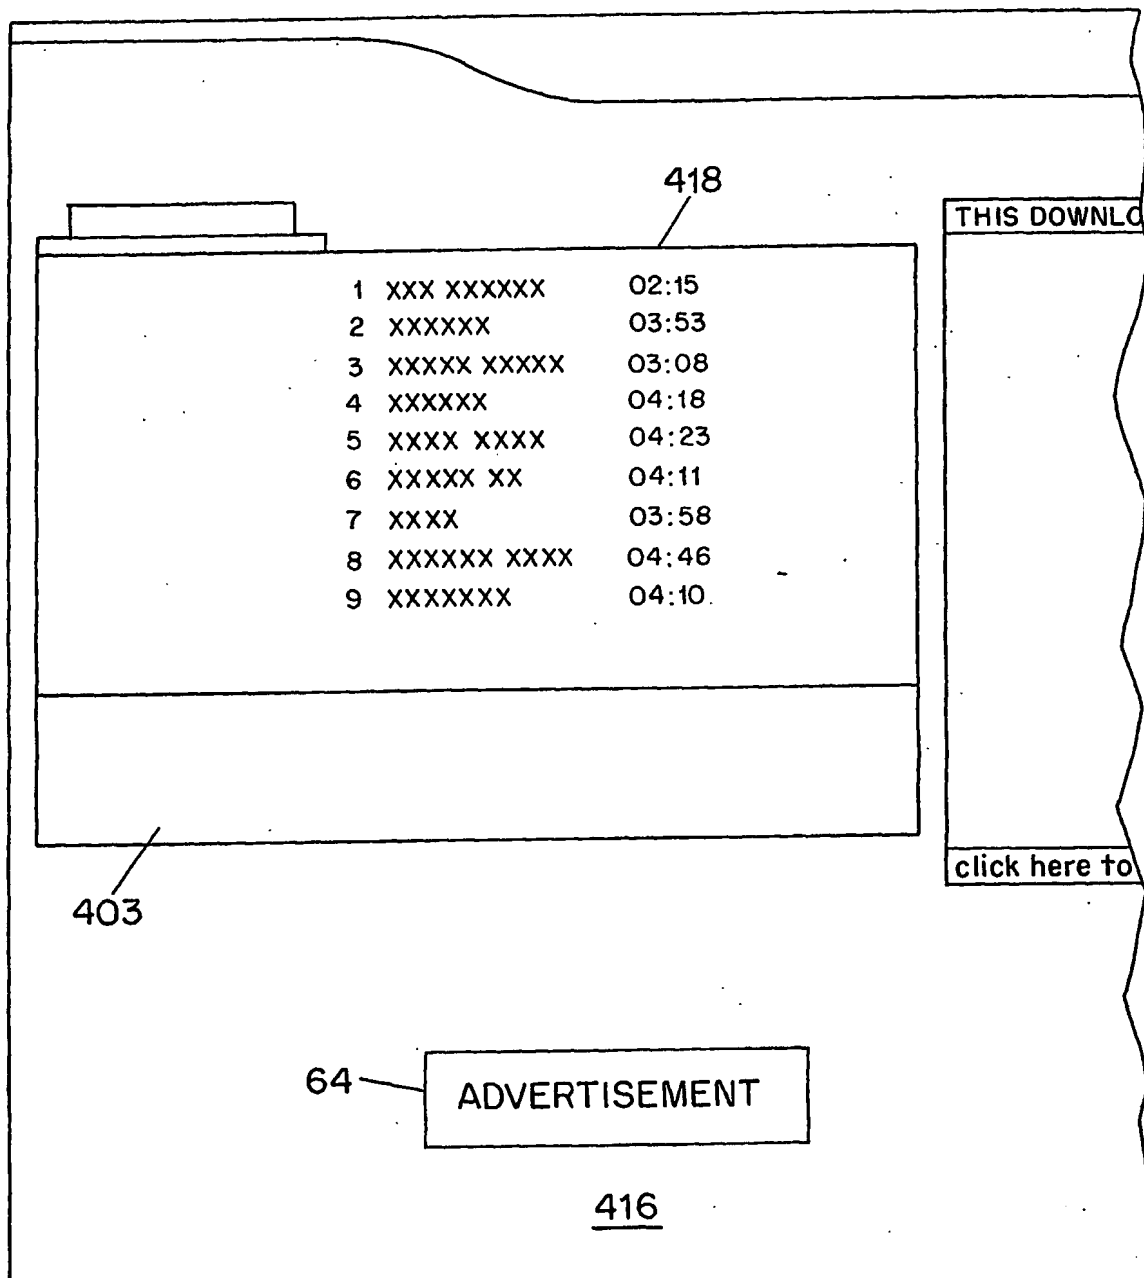 418
THIS DOWNLO
1 XXX XXXXXX 02:15
2 XXXXXX 03:53
3 XXXXX XXXXX 03:08
4 XXXXXX 04:18
5 XXXX XXXX 04:23
6 XXXXX XX 04:11
7 XXXX 03:58
8 XXXXXX XXXX 04:46
9 XXXXXXX 04:10
click here to
403
64 ADVERTISEMENT
416